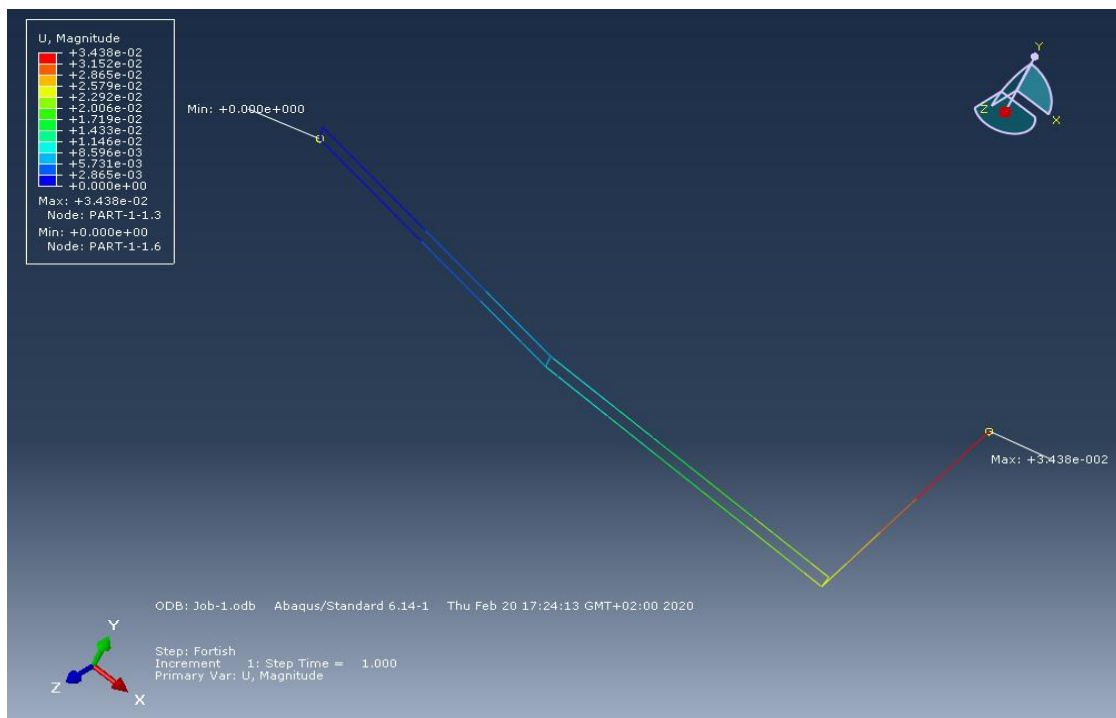 U, Magnitude
+3.438e-02
+3.152e-02
+2.865e-02
+2.579e-02
+2.292e-02
+2.006e-02
+1.719e-02
+1.433e-02
+1.146e-02
+8.596e-03
+5.731e-03
+2.865e-03
+0.000e+00
Max: +3.438e-02
Node: PART-1-1.3
Min: +0.000e+00
Node: PART-1-1.6
Min: +0.000e+000
Y
Z
X
Max: +3.438e-002
ODB: Job-1.odb Abaqus/Standard 6.14-1 Thu Feb 20 17:24:13 GMT+02:00 2020
Step: Fortish
Increment 1: Step Time = 1.000
Primary Var: U, Magnitude
Y
Z
X